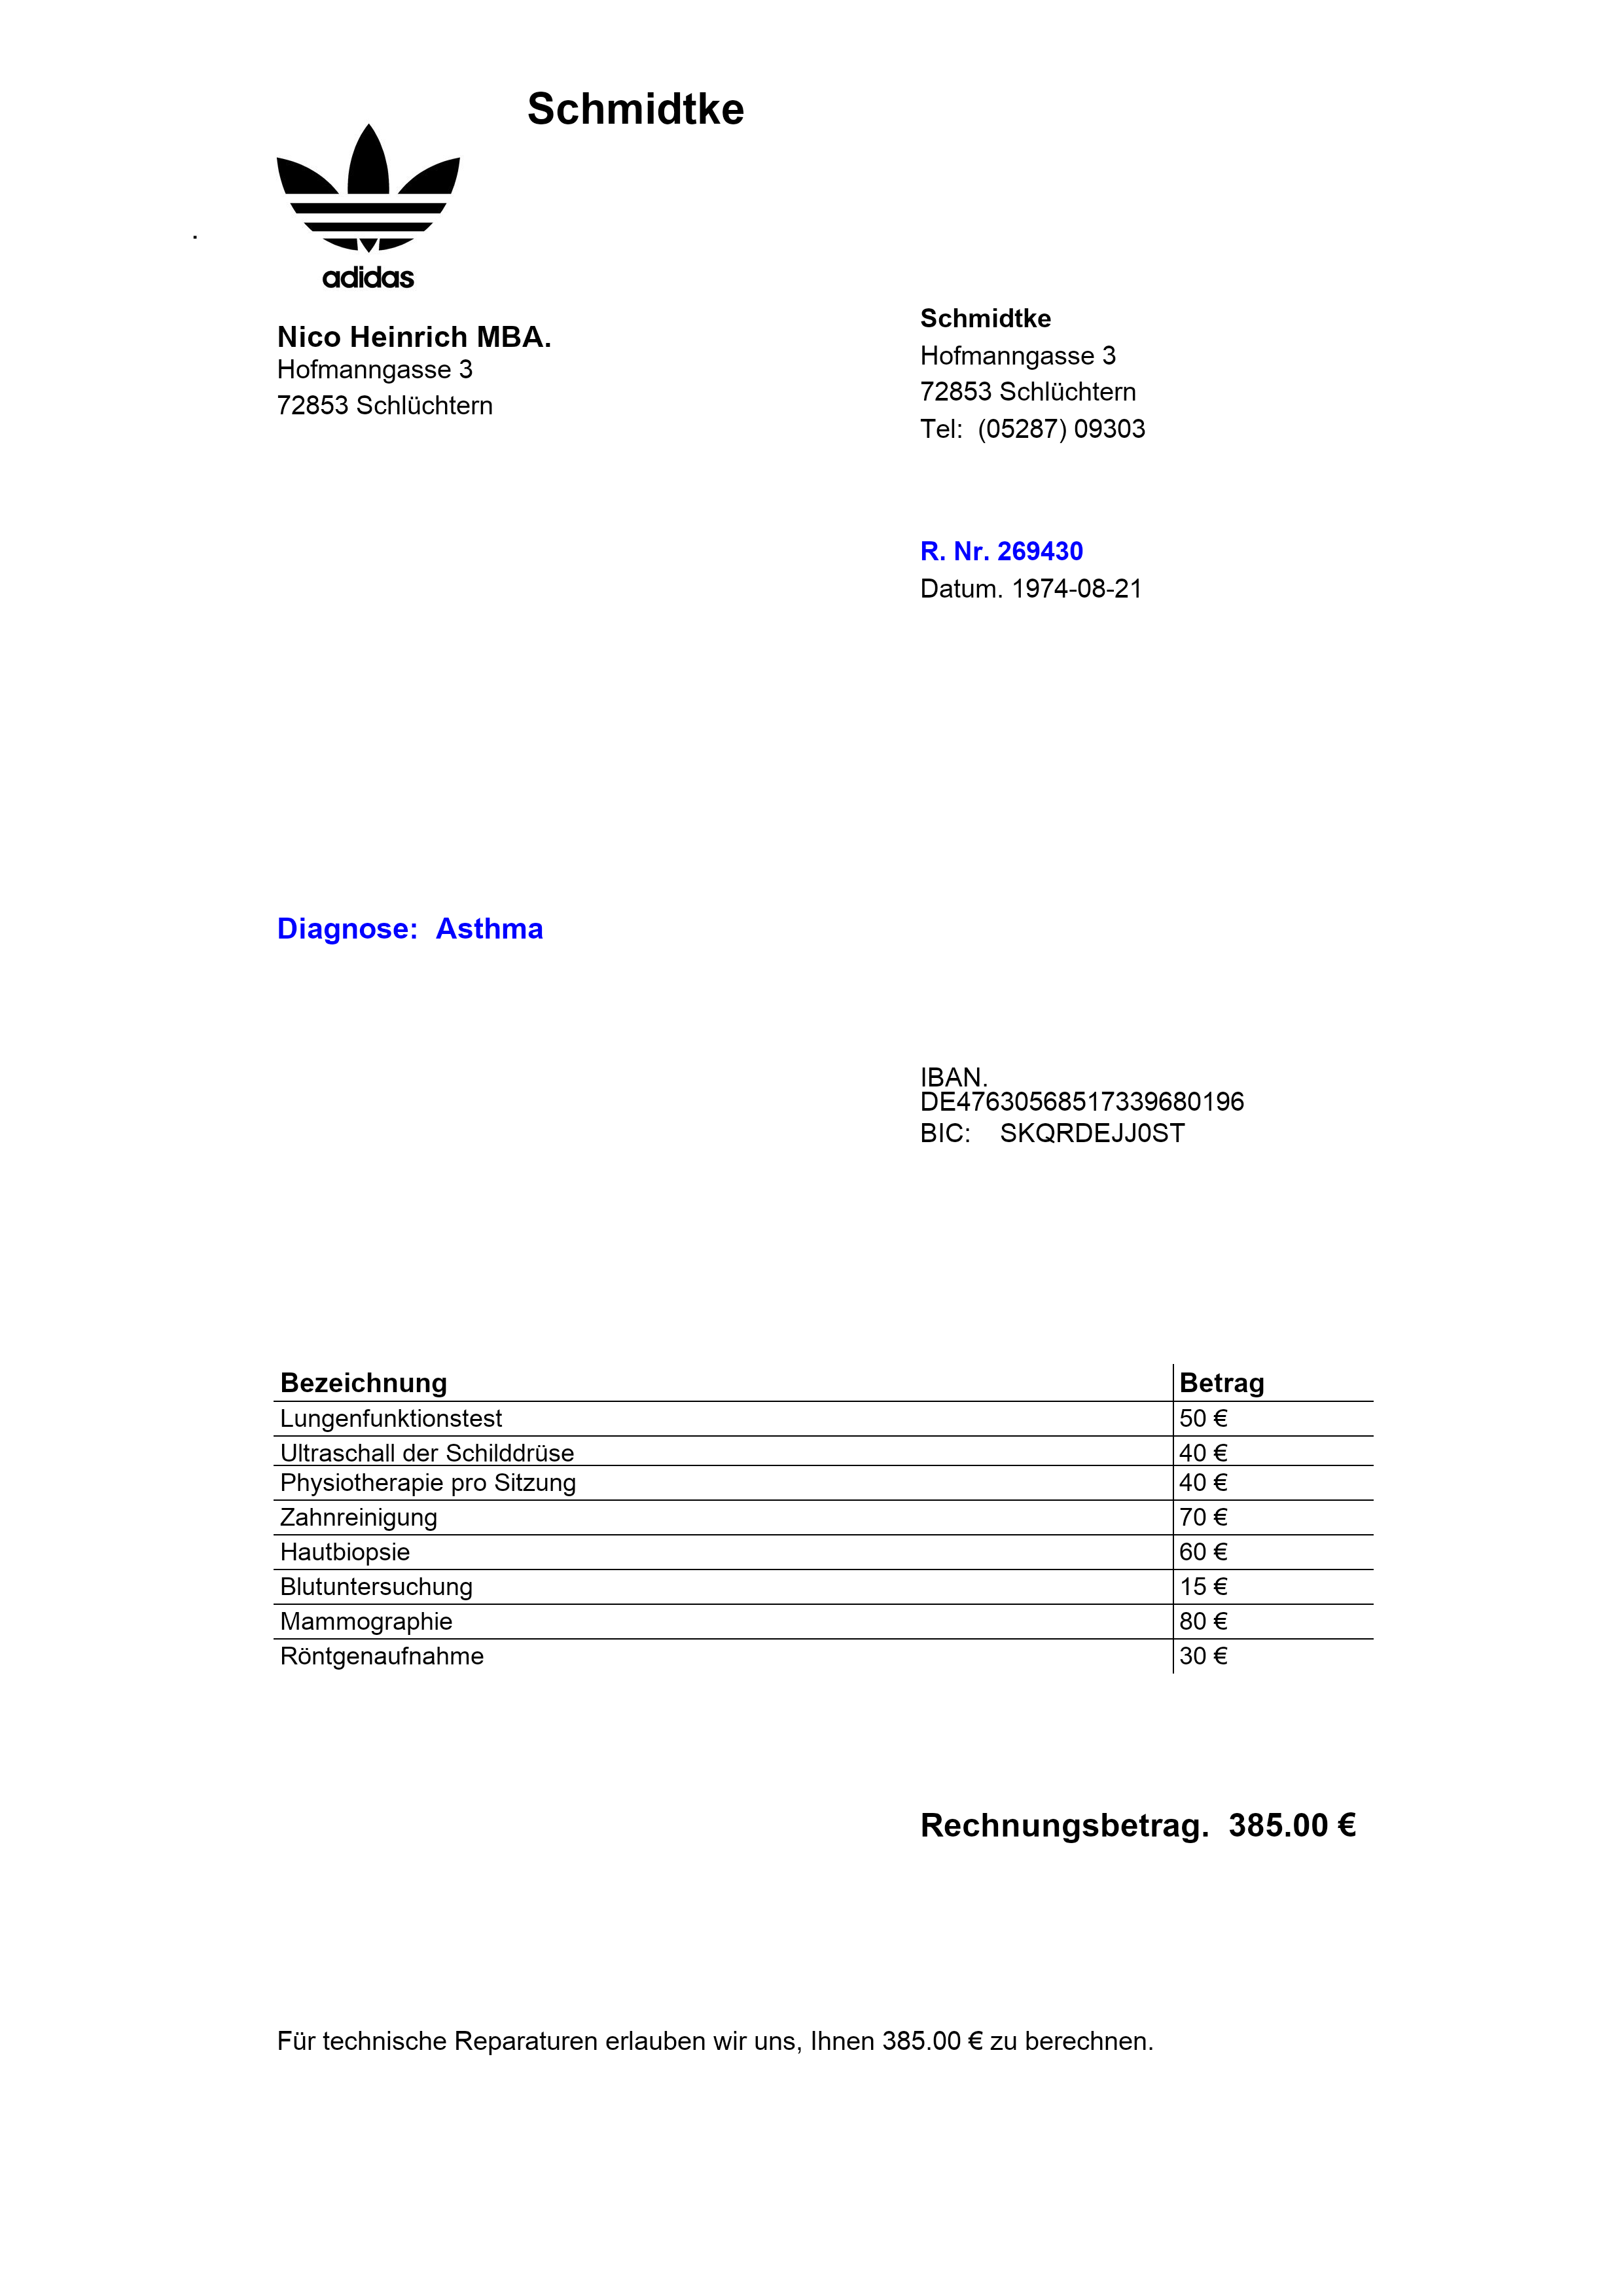 Schmidtke
adidas
Nico Heinrich MBA.
Hofmanngasse 3
72853 Schlüchtern
Schmidtke
Hofmanngasse 3
72853 Schlüchtern
Tel: (05287) 09303
R. Nr. 269430
Datum. 1974-08-21
Diagnose: Asthma
IBAN.
DE47630568517339680196
BIC: SKQRDEJJ0ST
Bezeichnung Betrag
Lungenfunktionstest 50 €
Ultraschall der Schilddrüse 40 €
Physiotherapie pro Sitzung 40 €
Zahnreinigung 70 €
Hautbiopsie 60 €
Blutuntersuchung 15 €
Mammographie 80 €
Röntgenaufnahme 30 €
Rechnungsbetrag. 385.00 €
Für technische Reparaturen erlauben wir uns, Ihnen 385.00 € zu berechnen.